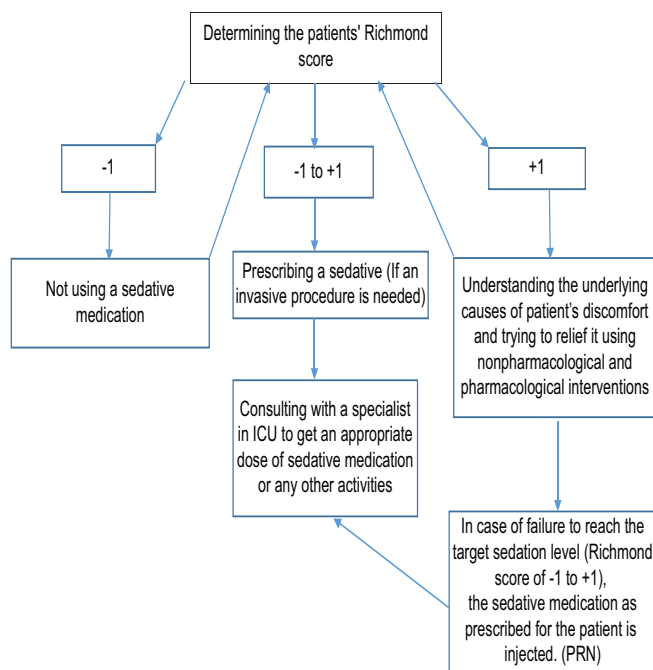 Determining the patients' Richmond
score
-1
-1 to +1
+1
Not using a sedative
medication
Prescribing a sedative (If an
invasive procedure is needed)
Understanding the underlying
causes of patient's discomfort
and trying to relief it using
nonpharmacological and
pharmacological interventions
Consulting with a specialist
in ICU to get an appropriate
dose of sedative medication
or any other activities
In case of failure to reach the
target sedation level (Richmond
score of -1 to +1),
the sedative medication as
prescribed for the patient is
injected. (PRN)